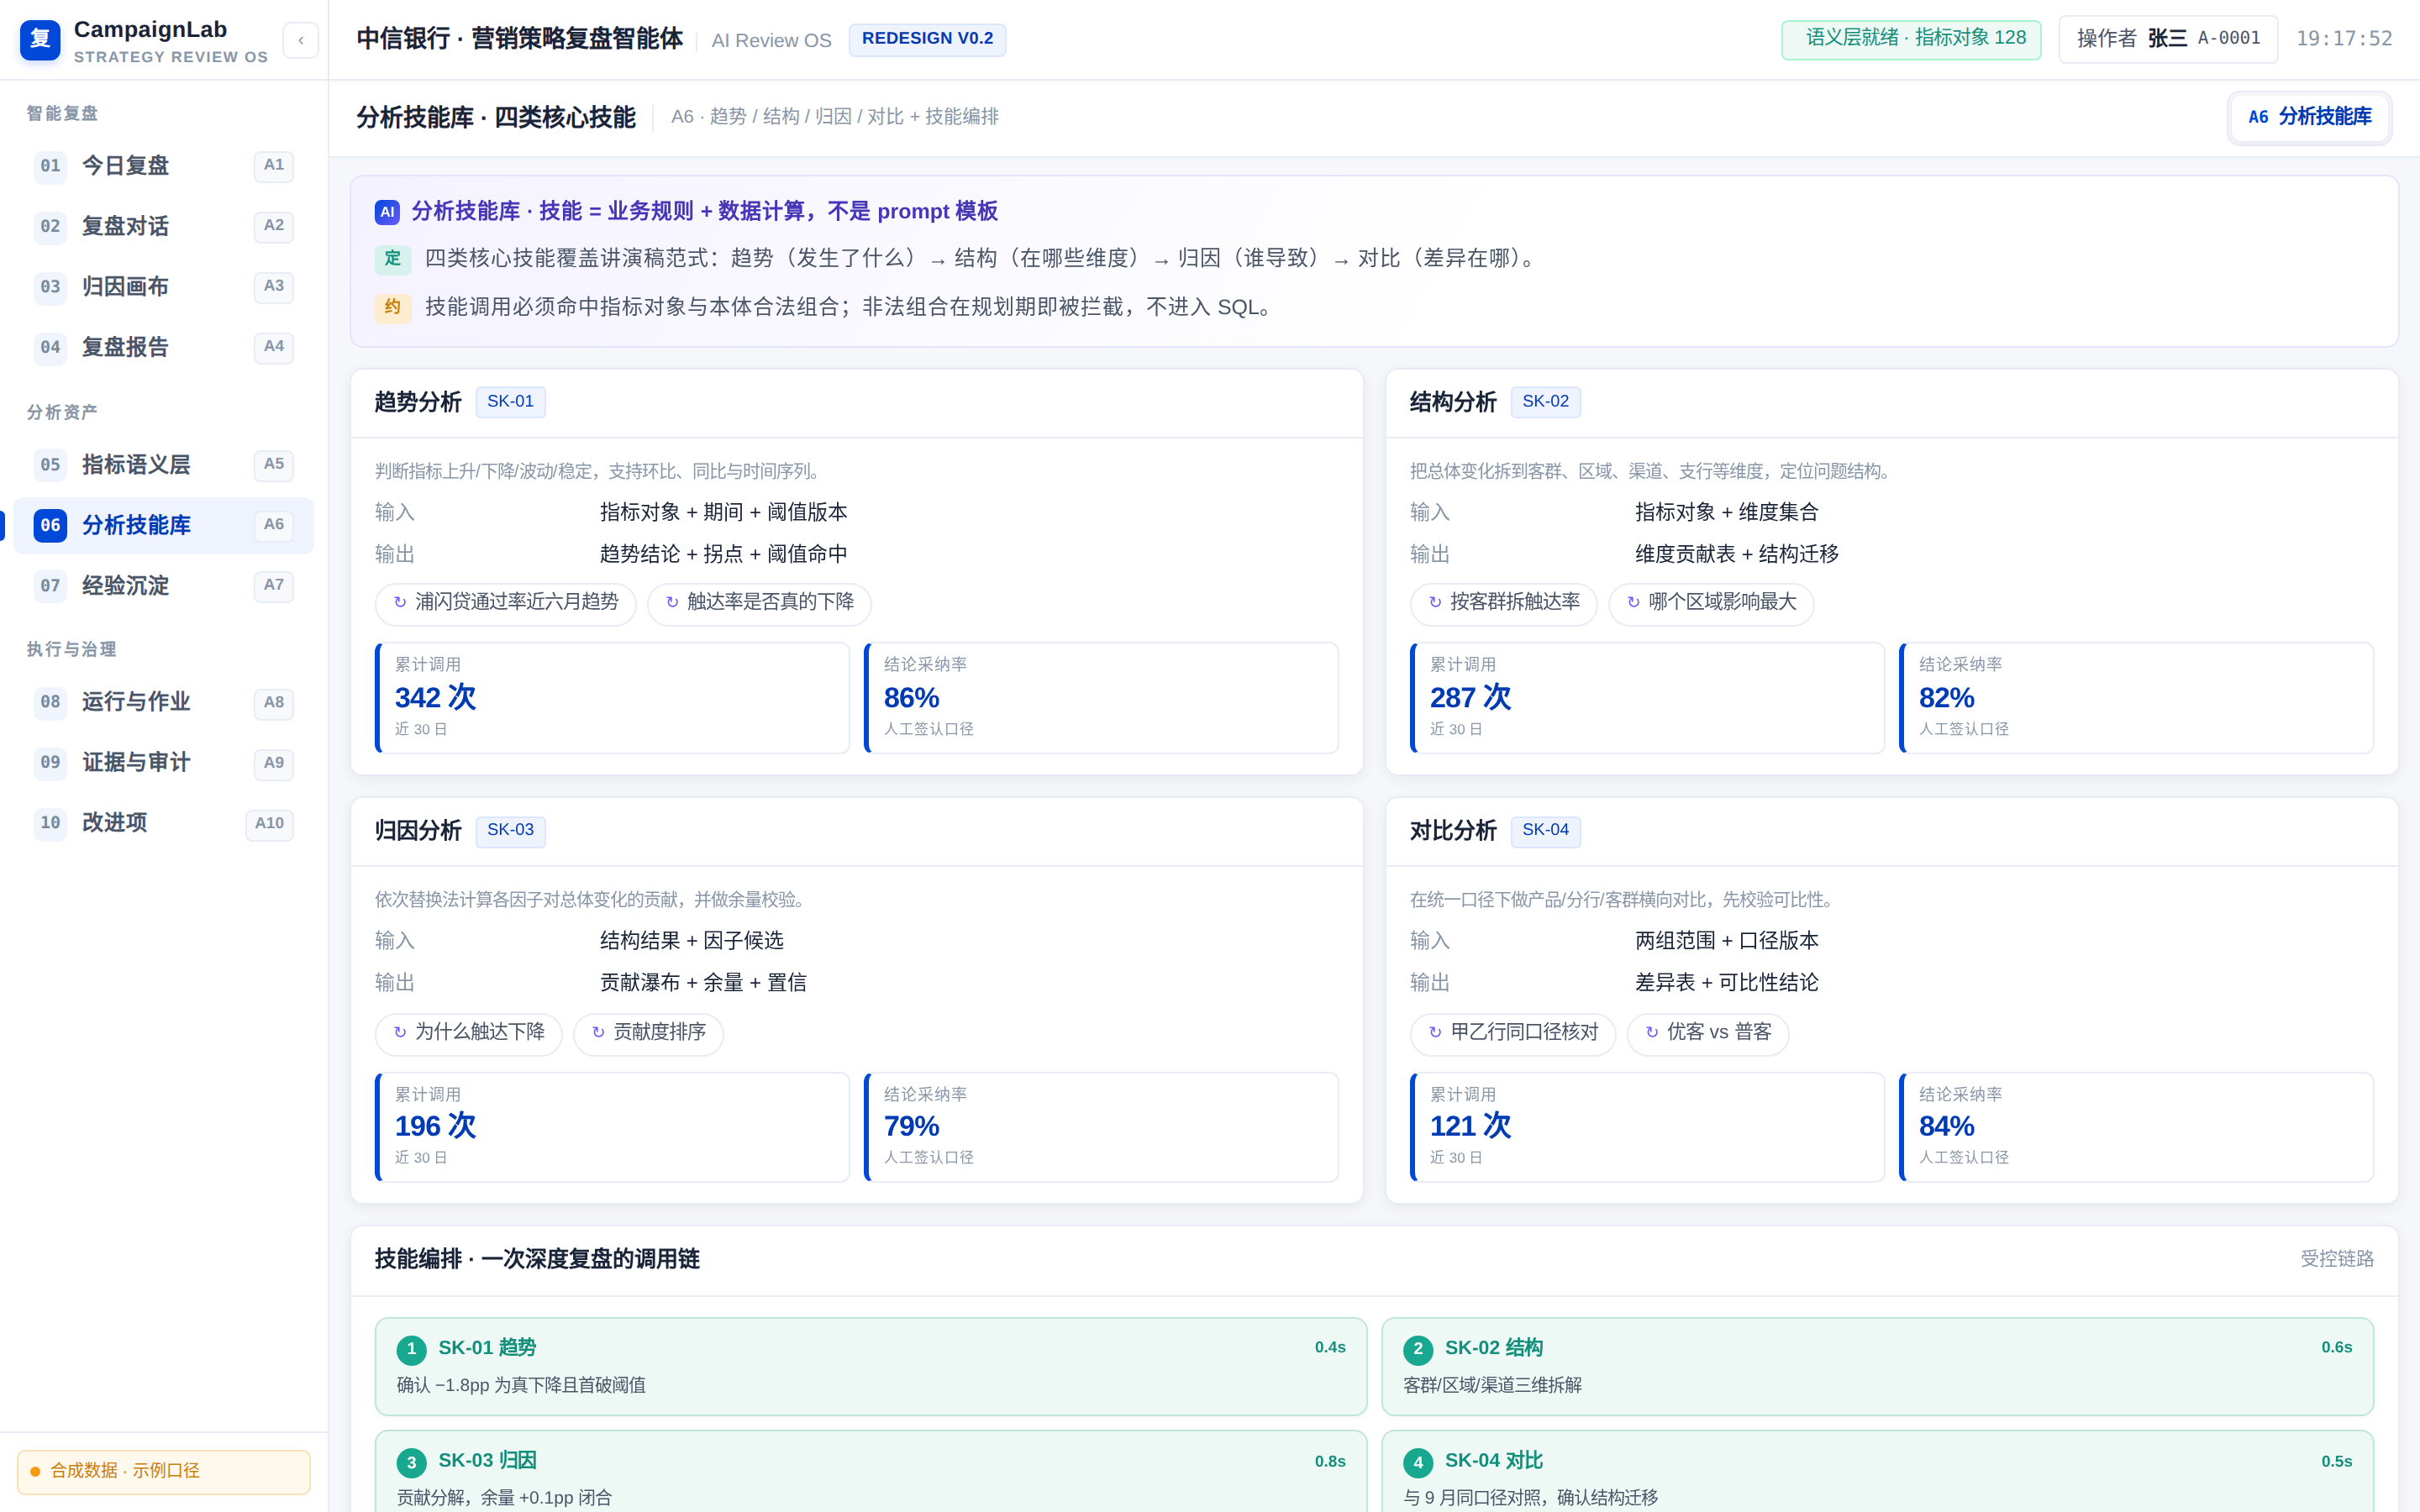 复
CampaignLab
STRATEGY REVIEW OS
‹
智能复盘
01 今日复盘 A1
02 复盘对话 A2
03 归因画布 A3
04 复盘报告 A4
分析资产
05 指标语义层 A5
06 分析技能库 A6
07 经验沉淀 A7
执行与治理
08 运行与作业 A8
09 证据与审计 A9
10 改进项 A10
合成数据 · 示例口径
中信银行 · 营销策略复盘智能体 AI Review OS REDESIGN V0.2
语义层就绪 · 指标对象 128
操作者 张三 A-0001
19:17:52
分析技能库 · 四类核心技能 A6 · 趋势 / 结构 / 归因 / 对比 + 技能编排
A6 分析技能库
AI 分析技能库 · 技能 = 业务规则 + 数据计算，不是 prompt 模板
定 四类核心技能覆盖讲演稿范式：趋势（发生了什么）→ 结构（在哪些维度）→ 归因（谁导致）→ 对比（差异在哪）。
约 技能调用必须命中指标对象与本体合法组合；非法组合在规划期即被拦截，不进入 SQL。
趋势分析 SK-01
判断指标上升/下降/波动/稳定，支持环比、同比与时间序列。
输入 指标对象 + 期间 + 阈值版本
输出 趋势结论 + 拐点 + 阈值命中
↻ 浦闪贷通过率近六月趋势 ↻ 触达率是否真的下降
累计调用
342 次
近 30 日
结论采纳率
86%
人工签认口径
结构分析 SK-02
把总体变化拆到客群、区域、渠道、支行等维度，定位问题结构。
输入 指标对象 + 维度集合
输出 维度贡献表 + 结构迁移
↻ 按客群拆触达率 ↻ 哪个区域影响最大
累计调用
287 次
近 30 日
结论采纳率
82%
人工签认口径
归因分析 SK-03
依次替换法计算各因子对总体变化的贡献，并做余量校验。
输入 结构结果 + 因子候选
输出 贡献瀑布 + 余量 + 置信
↻ 为什么触达下降 ↻ 贡献度排序
累计调用
196 次
近 30 日
结论采纳率
79%
人工签认口径
对比分析 SK-04
在统一口径下做产品/分行/客群横向对比，先校验可比性。
输入 两组范围 + 口径版本
输出 差异表 + 可比性结论
↻ 甲乙行同口径核对 ↻ 优客 vs 普客
累计调用
121 次
近 30 日
结论采纳率
84%
人工签认口径
技能编排 · 一次深度复盘的调用链 受控链路
1 SK-01 趋势 0.4s
确认 −1.8pp 为真下降且首破阈值
2 SK-02 结构 0.6s
客群/区域/渠道三维拆解
3 SK-03 归因 0.8s
贡献分解，余量 +0.1pp 闭合
4 SK-04 对比 0.5s
与 9 月同口径对照，确认结构迁移